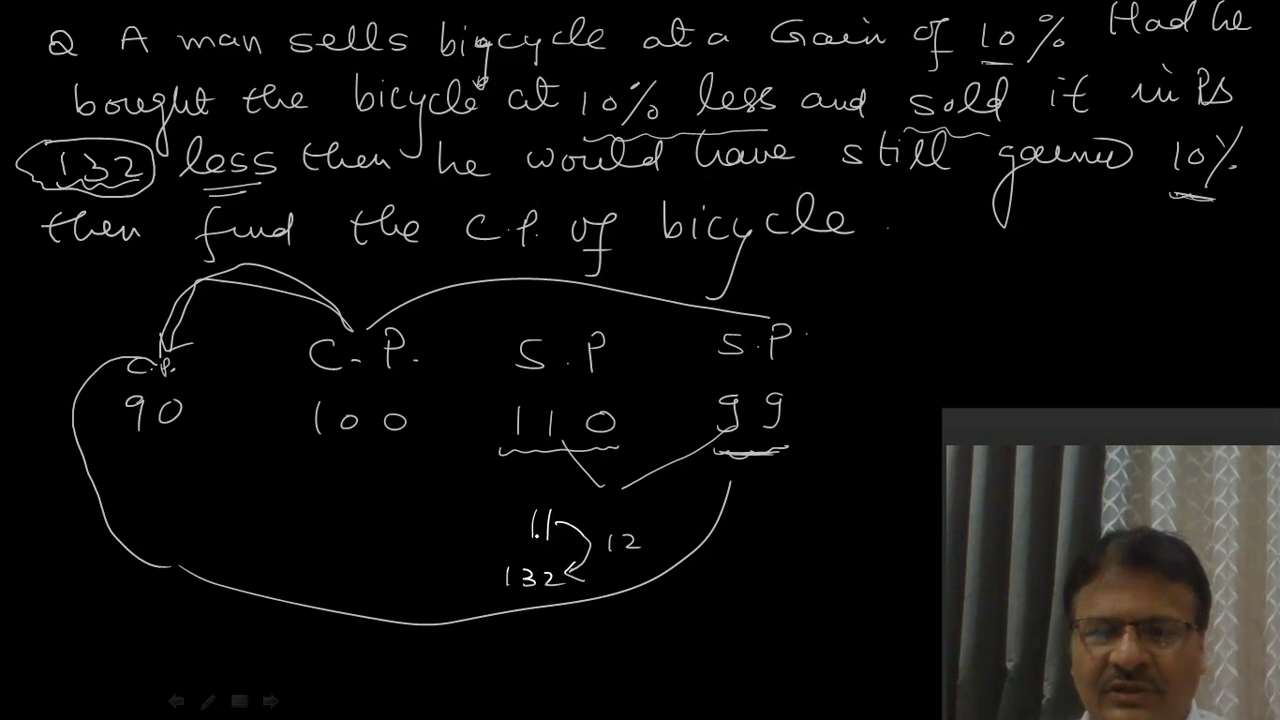 Q A man sells bigcycle at a Gain of 10% Had he
bought the bicycle at 10% less and sold it in RS
132 less then he would have still gained 10%
then find the C.P. of bicycle.
C.P. C.P. S.P S.P.
90 100 110 99
11 12
132